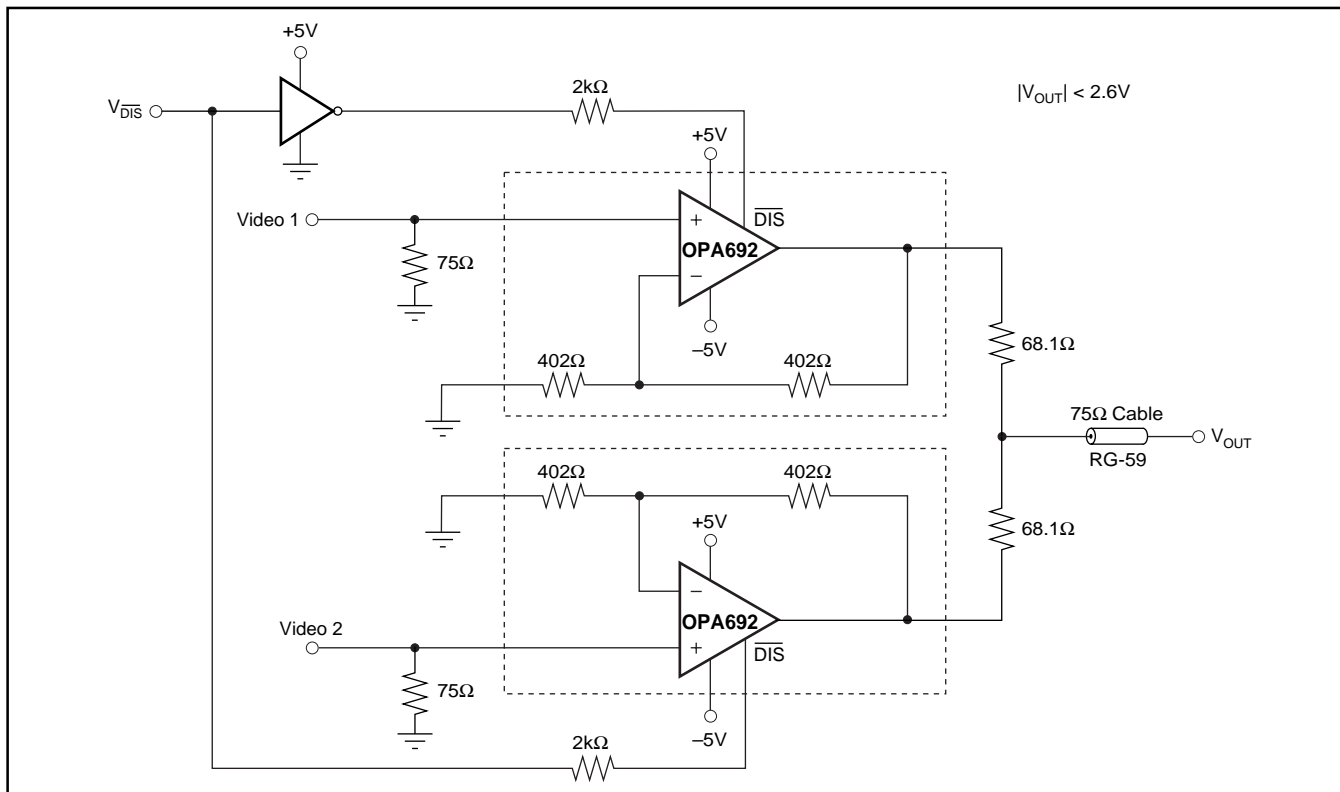 +5V
V_DIS
2kΩ
|V_OUT| < 2.6V
+5V
Video 1
+
DIS
OPA692
75Ω
−
–5V
402Ω
402Ω
68.1Ω
75Ω Cable
V_OUT
RG-59
402Ω
402Ω
+5V
68.1Ω
−
OPA692
Video 2
+
DIS
75Ω
–5V
2kΩ